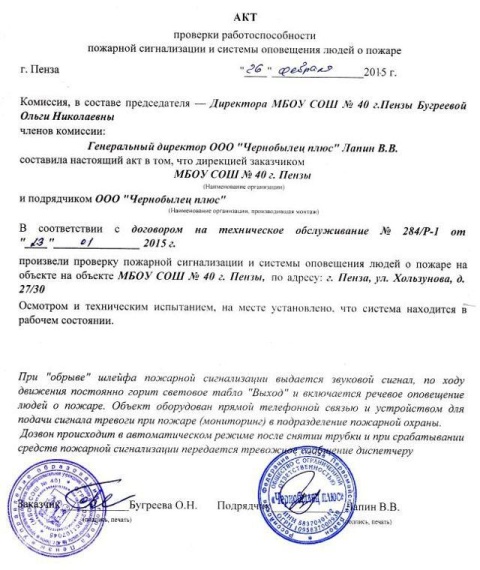 АКТ
проверки работоспособности
пожарной сигнализации и системы оповещения людей о пожаре
г. Пенза "26" февраля 2015 г.
Комиссия, в составе председателя — Директора МБОУ СОШ № 40 г.Пензы Бугреевой
Ольги Николаевны
членов комиссии:
Генеральный директор ООО "Чернобылец плюс" Лапин В.В.
составила настоящий акт в том, что дирекцией заказчиком
МБОУ СОШ № 40 г. Пензы
(Наименование организации)
и подрядчиком ООО "Чернобылец плюс"
(Наименование организации, производящая монтаж)
В соответствии с договором на техническое обслуживание № 284/Р-1 от
"13" 01 2015 г.
произвели проверку пожарной сигнализации и системы оповещения людей о пожаре на
объекте на объекте МБОУ СОШ № 40 г. Пензы, по адресу: г. Пенза, ул. Хользунова, д.
27/30
Осмотром и техническим испытанием, на месте установлено, что система находится в
рабочем состоянии.
При "обрыве" шлейфа пожарной сигнализации выдается звуковой сигнал, по ходу
движения постоянно горит световое табло "Выход" и включается речевое оповещение
людей о пожаре. Объект оборудован прямой телефонной связью и устройством для
подачи сигнала тревоги при пожаре (мониторинг) в подразделение пожарной охраны.
Дозвон происходит в автоматическом режиме после снятии трубки и при срабатывании
средств пожарной сигнализации передается тревожное сообщение диспетчеру
Заказчик Бугреева О.Н. Подрядчик Лапин В.В.
(подпись, печать) (подпись, печать)
"Чернобылец плюс"